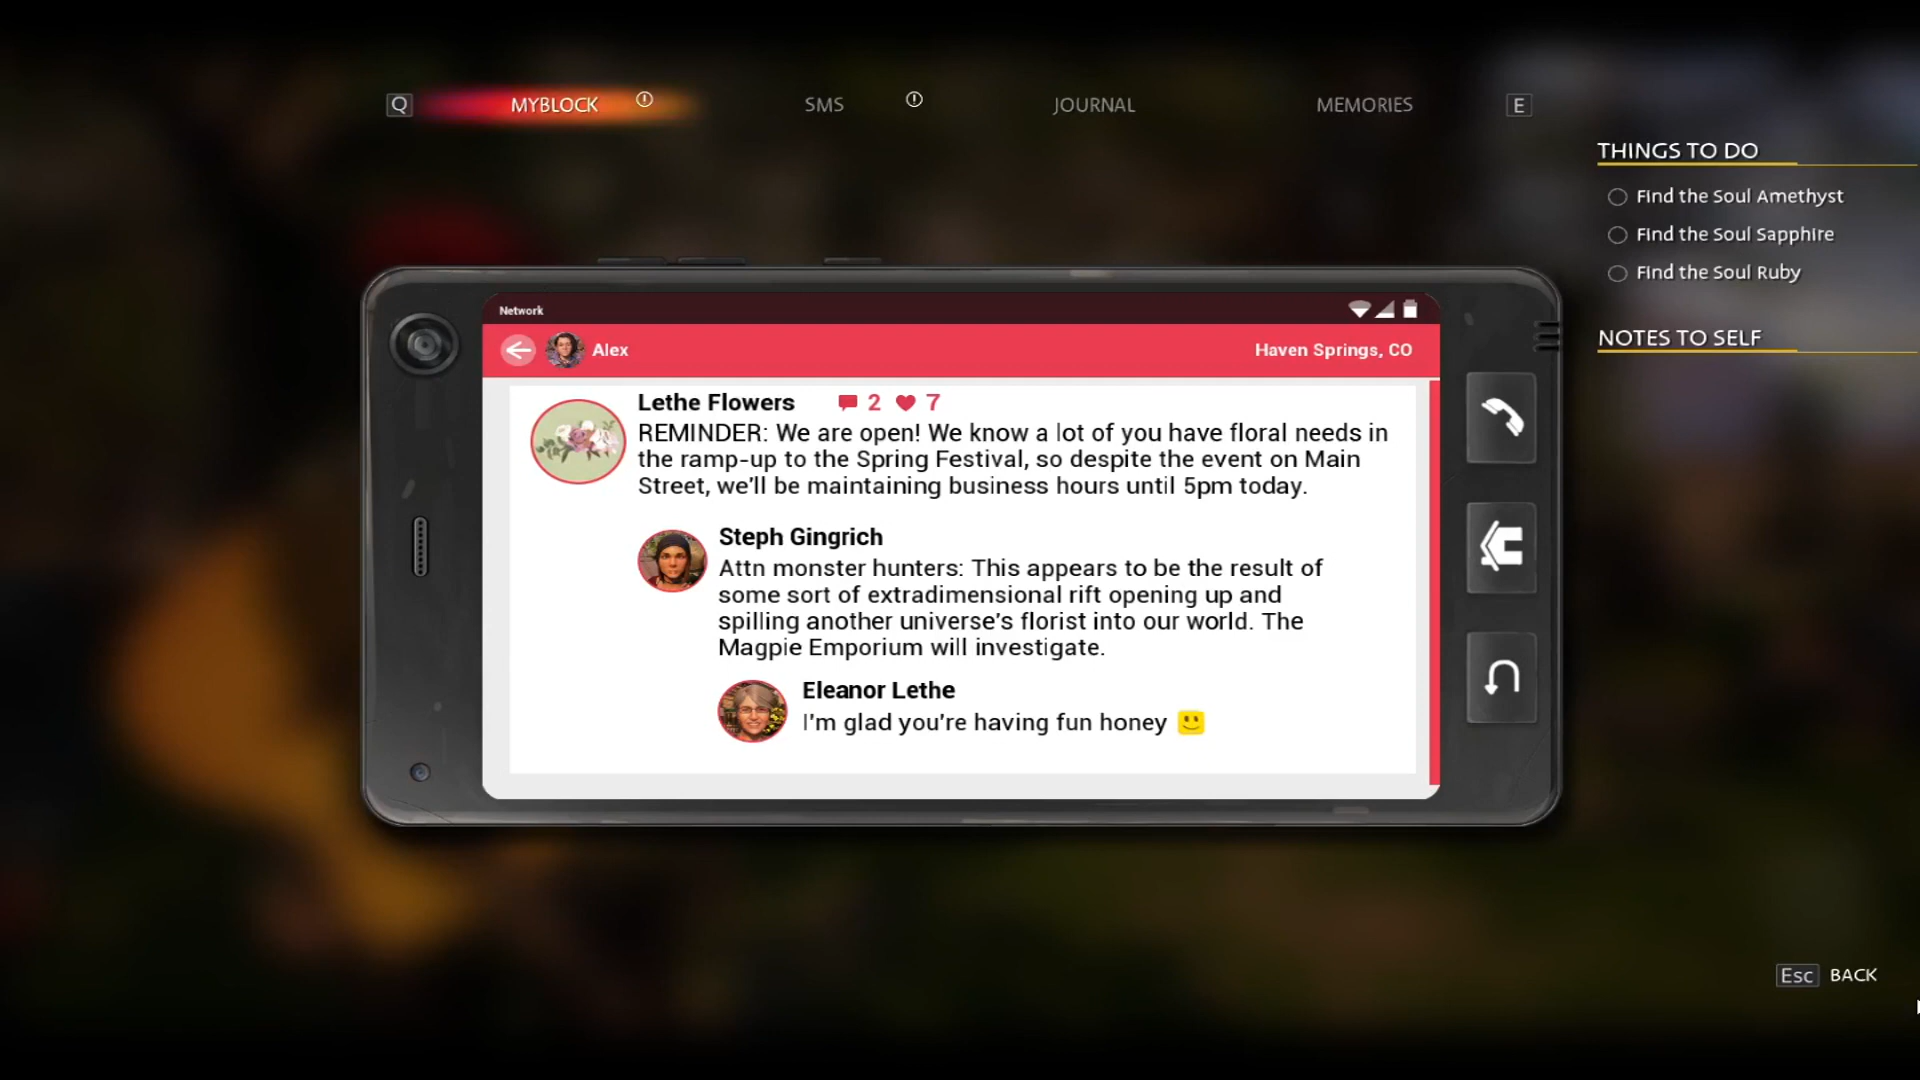 Q MYBLOCK SMS JOURNAL MEMORIES E
THINGS TO DO
Find the Soul Amethyst
Find the Soul Sapphire
Find the Soul Ruby
NOTES TO SELF
Network
Alex Haven Springs, CO
Lethe Flowers 2 7
REMINDER: We are open! We know a lot of you have floral needs in
the ramp-up to the Spring Festival, so despite the event on Main
Street, we'll be maintaining business hours until 5pm today.
Steph Gingrich
Attn monster hunters: This appears to be the result of
some sort of extradimensional rift opening up and
spilling another universe's florist into our world. The
Magpie Emporium will investigate.
Eleanor Lethe
I'm glad you're having fun honey 🙂
Esc BACK